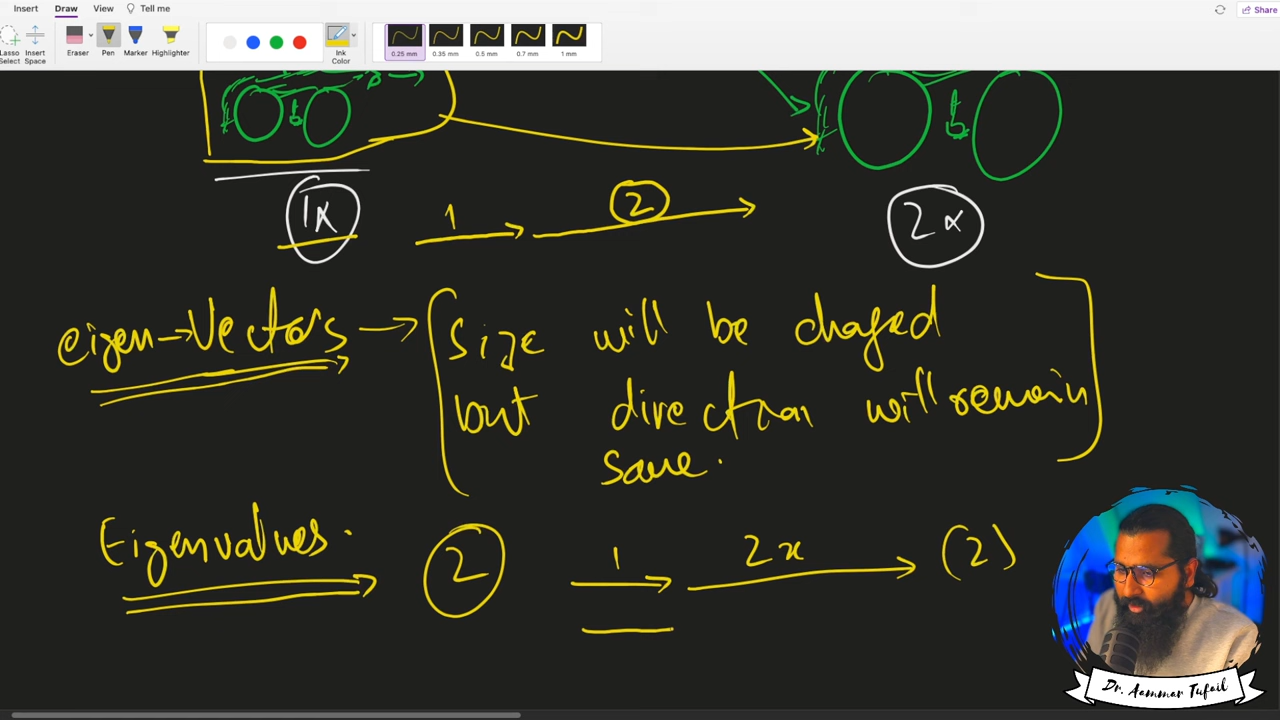 Insert Draw View Tell me
Share
Lasso Select
Insert Space
Eraser
Pen
Marker
Highlighter
Ink Color
0.25 mm
0.35 mm
0.5 mm
0.7 mm
1 mm
b
b
1x
1
2
2x
eigen-Vectors
Size will be chaged
but direction will remain
same.
Eigenvalues.
2
1
2x
(2)
Dr. Aammar Tufail